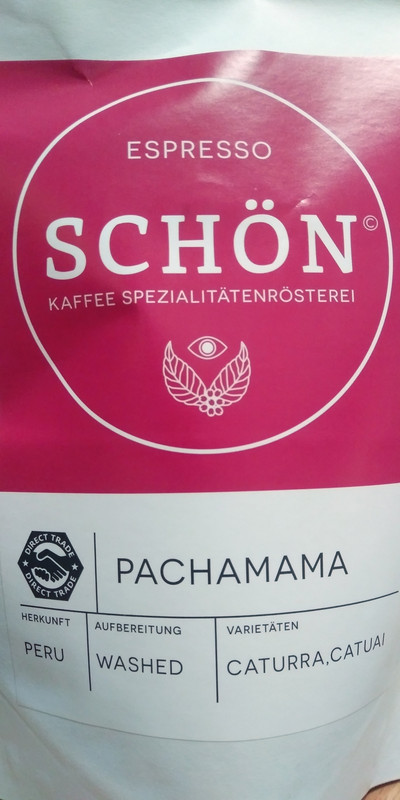 ESPRESSO
SCHÖN©
KAFFEE SPEZIALITÄTENRÖSTEREI
DIRECT TRADE
DIRECT TRADE
PACHAMAMA
HERKUNFT
PERU
AUFBEREITUNG
WASHED
VARIETÄTEN
CATURRA,CATUAI